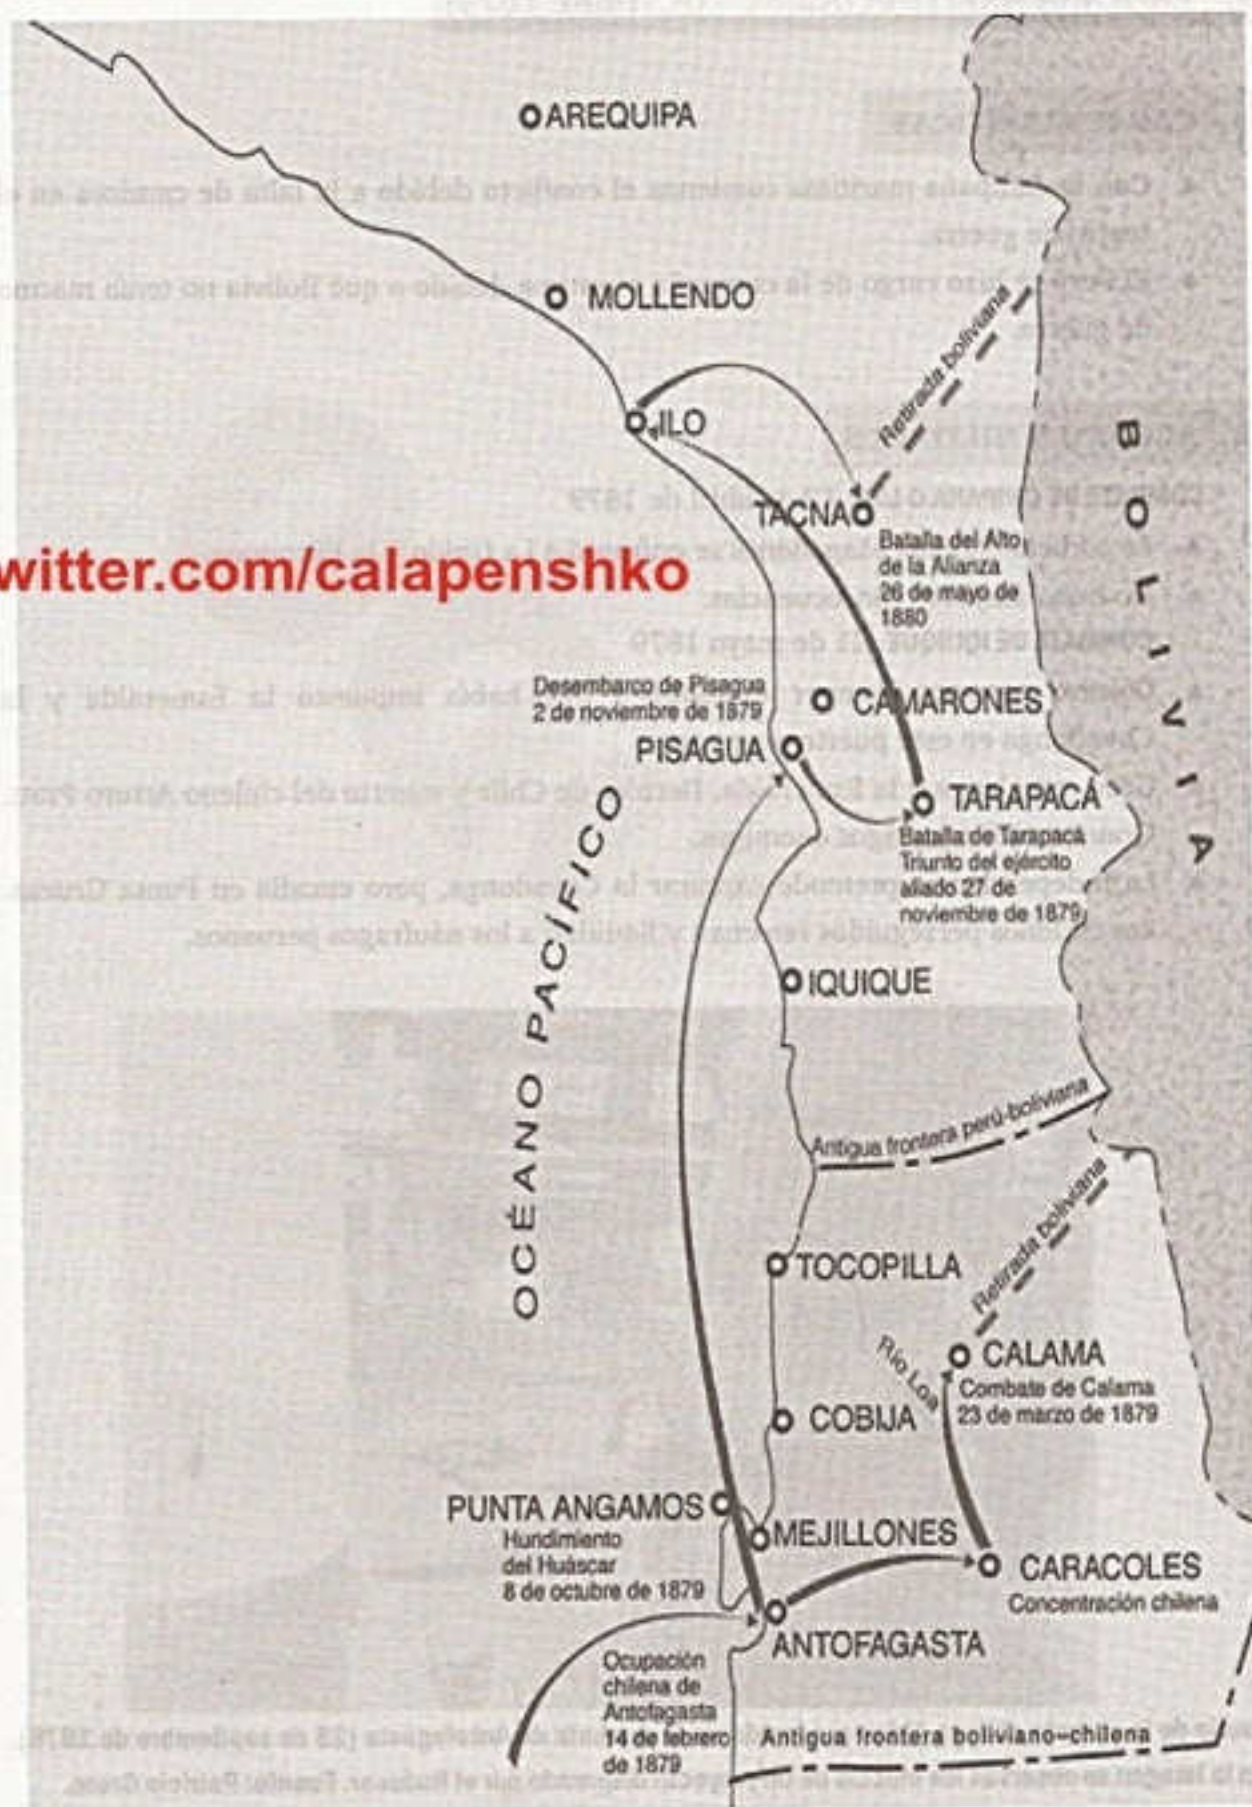 AREQUIPA
MOLLENDO
Retirada boliviana
ILO
BOLIVIA
TACNA
Batalla del Alto
de la Alianza
26 de mayo de
1880
witter.com/calapenshko
Desembarco de Pisagua
2 de noviembre de 1879
CAMARONES
PISAGUA
TARAPACÁ
Batalla de Tarapacá
Triunfo del ejército
aliado 27 de
noviembre de 1879
OCÉANO PACÍFICO
IQUIQUE
Antigua frontera perú-boliviana
Retirada boliviana
TOCOPILLA
Río Loa
CALAMA
Combate de Calama
23 de marzo de 1879
COBIJA
PUNTA ANGAMOS
Hundimiento
del Huáscar
8 de octubre de 1879
MEJILLONES
CARACOLES
Concentración chilena
ANTOFAGASTA
Ocupación
chilena de
Antofagasta
14 de febrero
de 1879
Antigua frontera boliviano-chilena